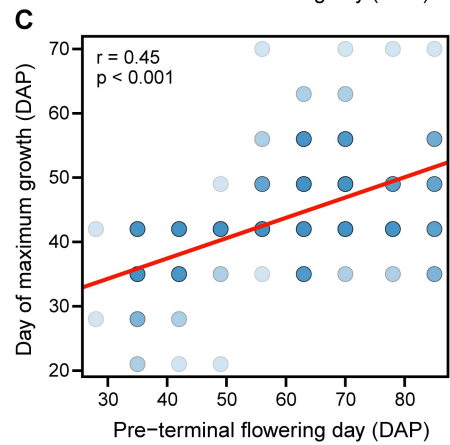 C
r = 0.45
p < 0.001
70
60
50
40
30
20
Day of maximum growth (DAP)
30 40 50 60 70 80
Pre−terminal flowering day (DAP)